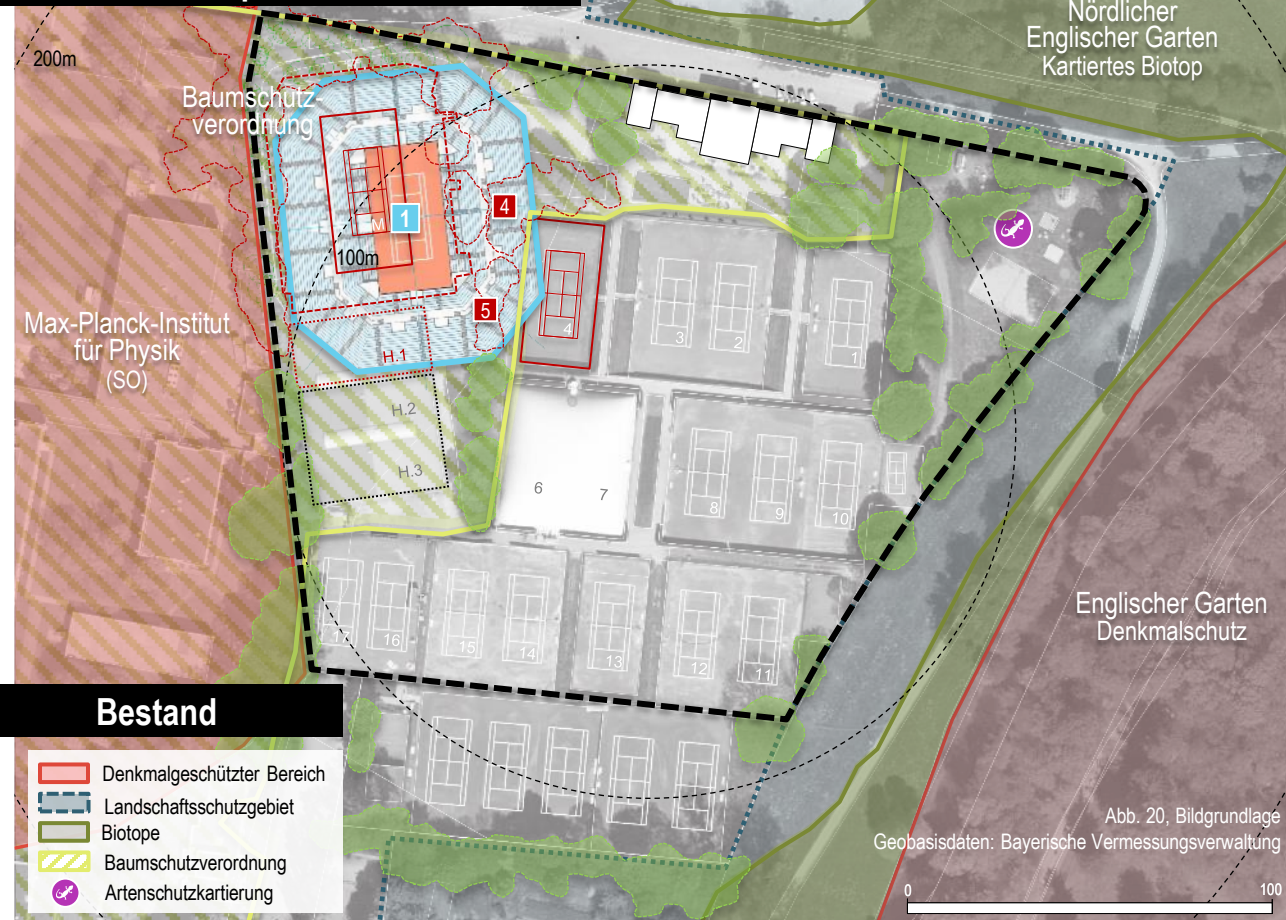 200m
Nördlicher
Englischer Garten
Kartiertes Biotop
Baumschutz-
verordnung
M
1
4
100m
5
4
3
2
1
Max-Planck-Institut
für Physik
(SO)
H.1
H.2
H.3
6
7
8
9
10
17
16
15
14
13
12
11
Englischer Garten
Denkmalschutz
Bestand
Denkmalgeschützter Bereich
Landschaftsschutzgebiet
Biotope
Baumschutzverordnung
Artenschutzkartierung
Abb. 20, Bildgrundlage
Geobasisdaten: Bayerische Vermessungsverwaltung
0
100